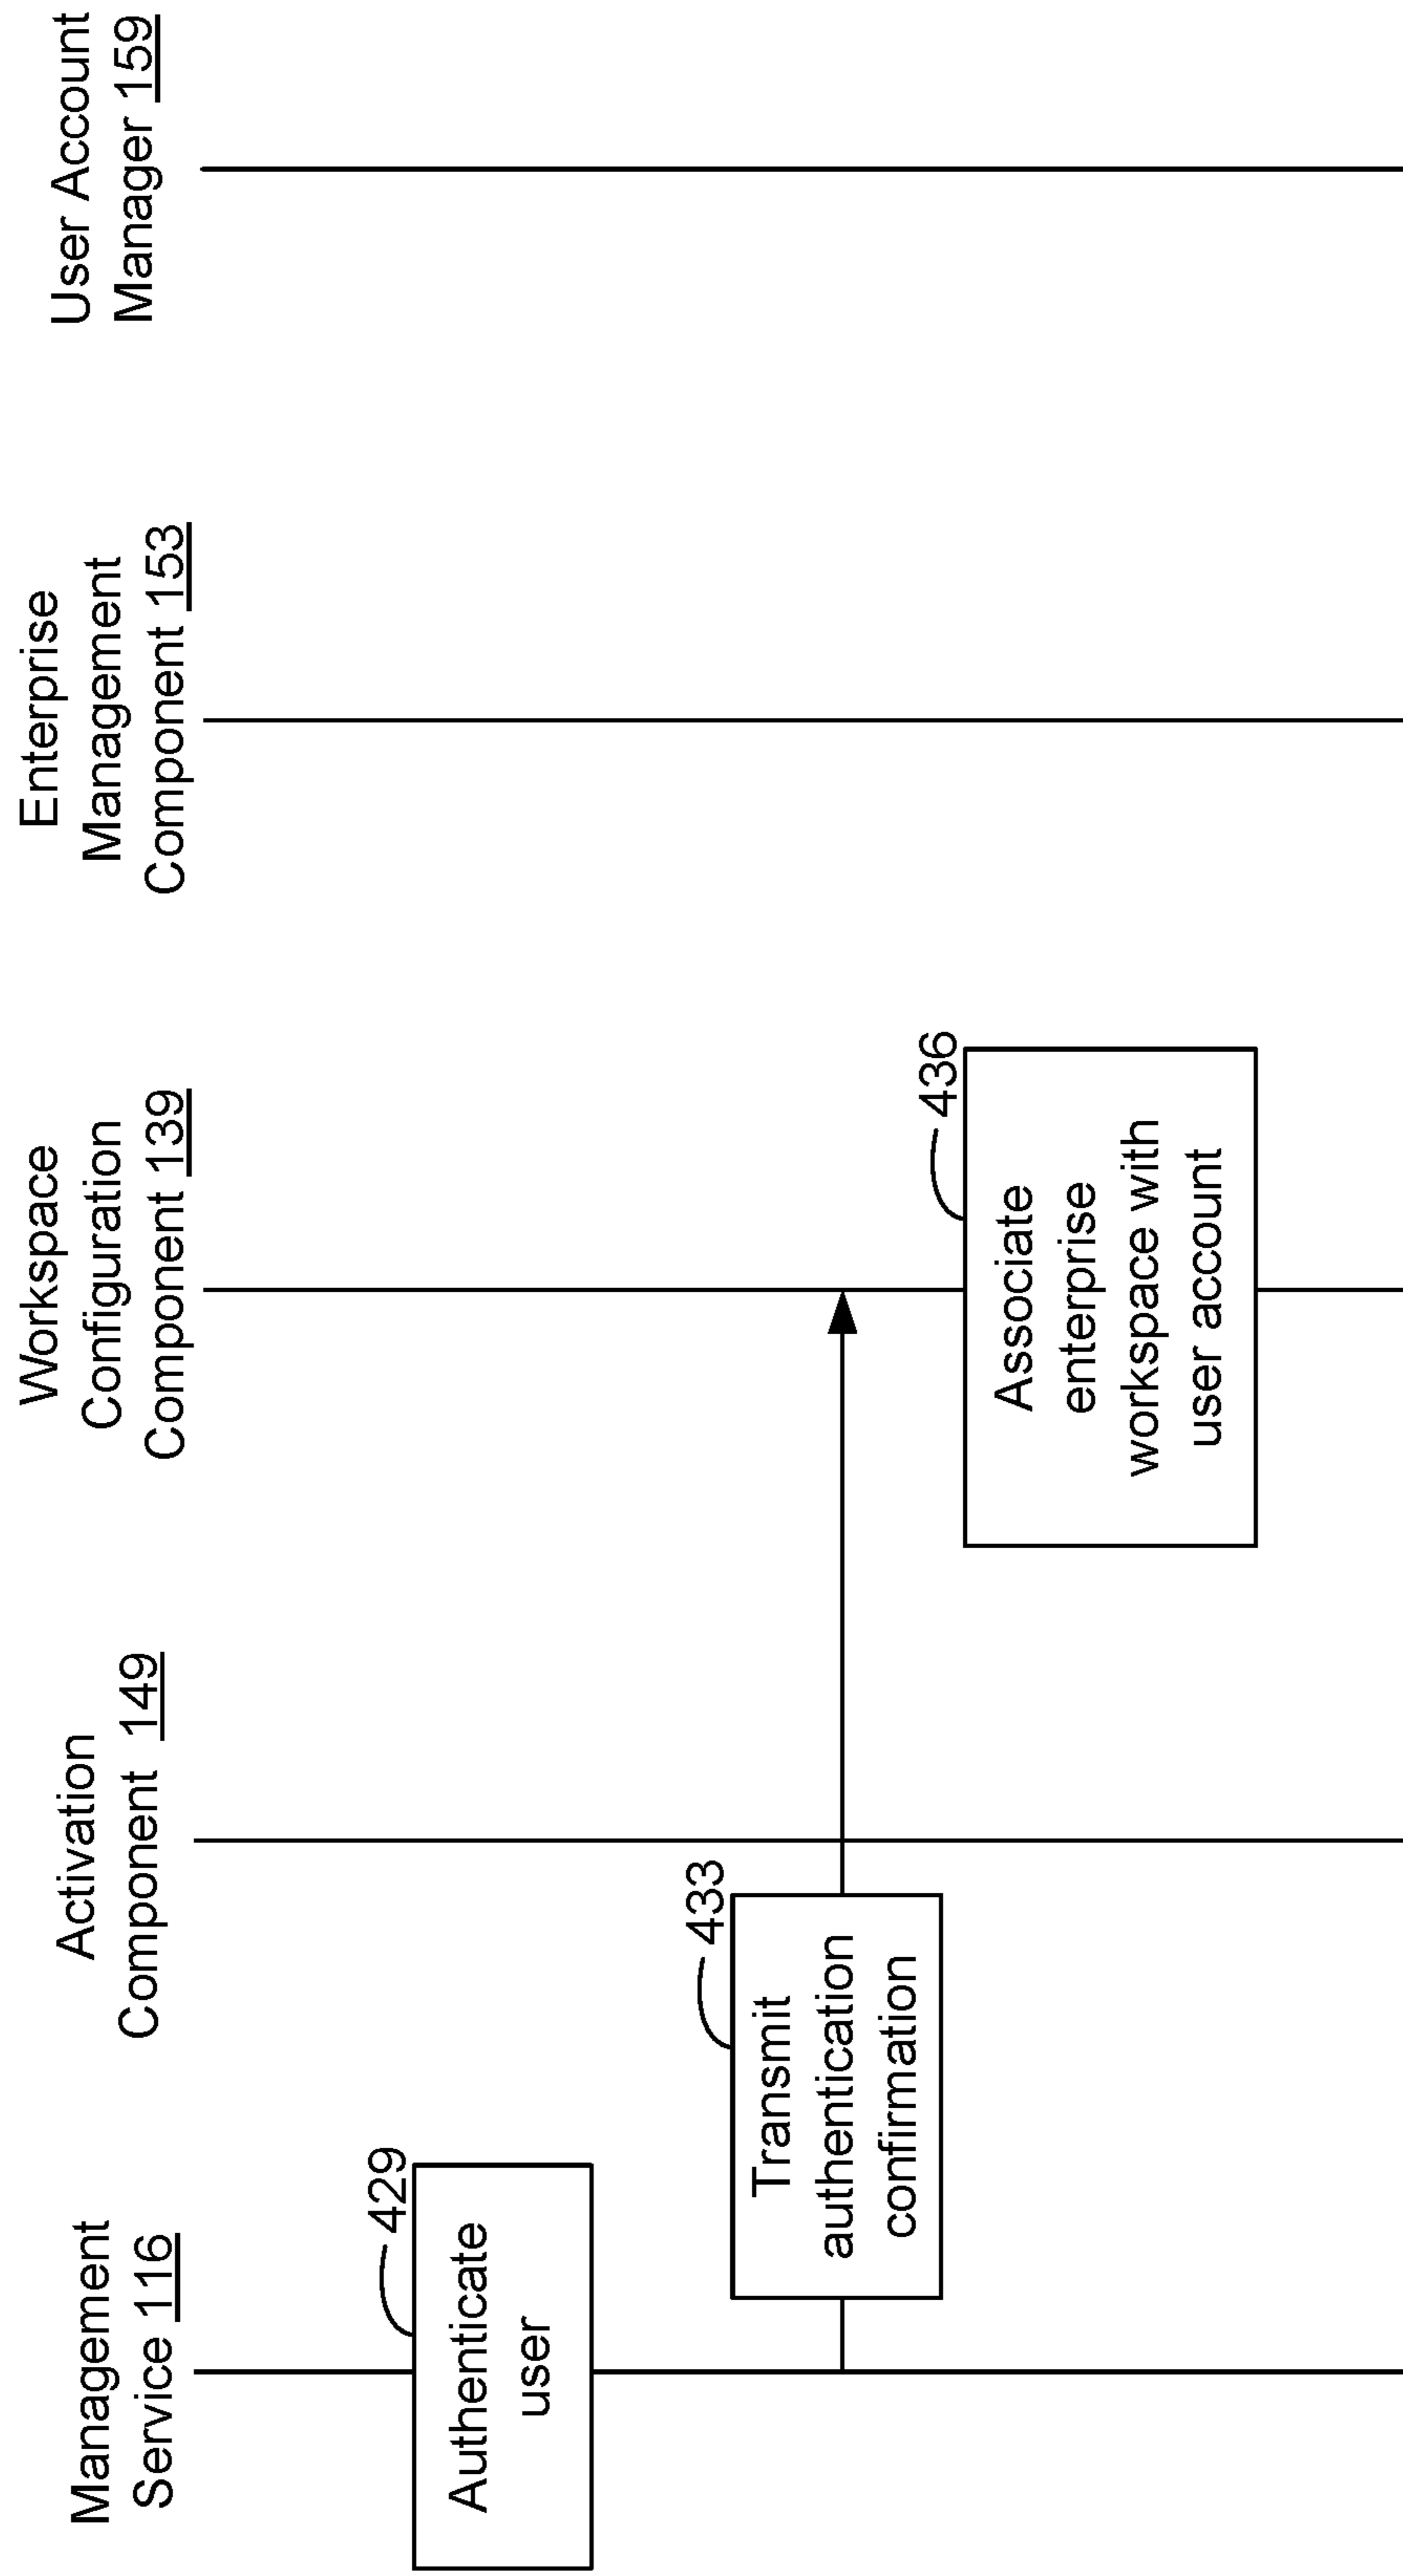 Management
Service 116
Activation
Component 149
Workspace
Configuration
Component 139
Enterprise
Management
Component 153
User Account
Manager 159
429
Authenticate
user
433
Transmit
authentication
confirmation
436
Associate
enterprise
workspace with
user account